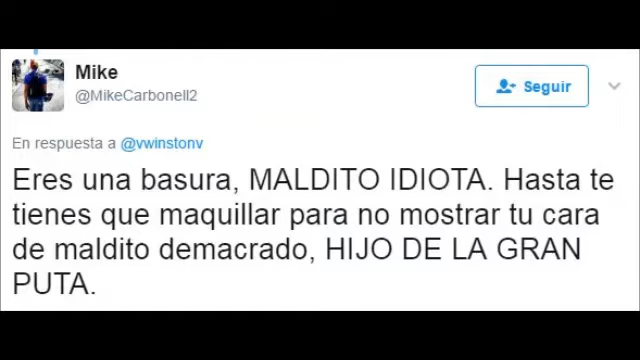 Mike
@MikeCarbonell2
Seguir
En respuesta a @vwinstonv
Eres una basura, MALDITO IDIOTA. Hasta te
tienes que maquillar para no mostrar tu cara
de maldito demacrado, HIJO DE LA GRAN
PUTA.